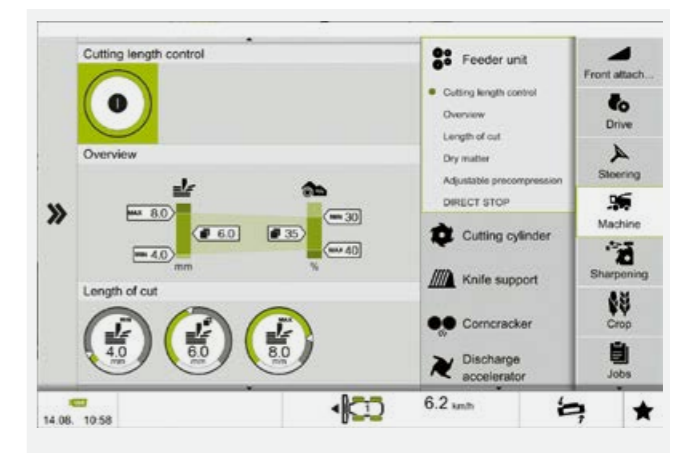 Cutting length control
Overview
MAX 8.0
MIN 4.0
6.0
mm
35
MIN 30
MAX 40
%
Length of cut
MIN
4.0
mm
6.0
mm
MAX
8.0
mm
Feeder unit
Cutting length control
Overview
Length of cut
Dry matter
Adjustable precompression
DIRECT STOP
Cutting cylinder
Knife support
Corncracker
Discharge
accelerator
Front attach...
Drive
Steering
Machine
Sharpening
Crop
Jobs
14.08. 10:58
1
6.2 km/h